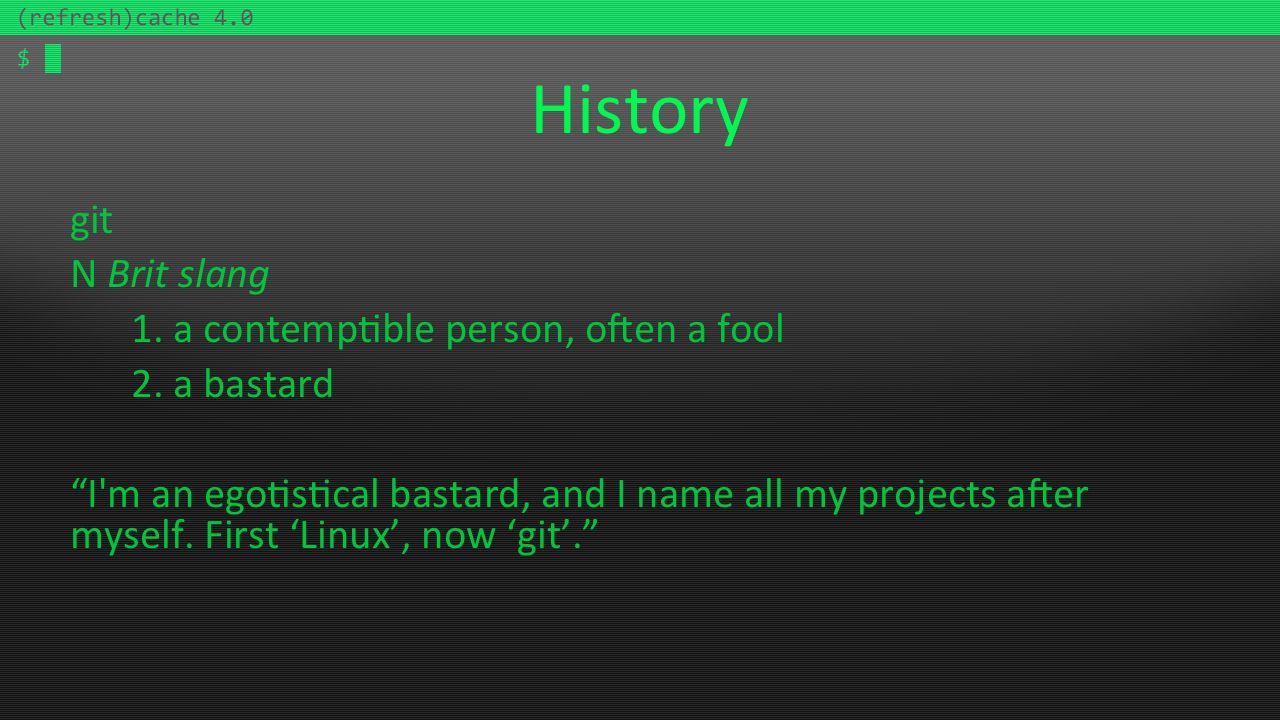 (refresh)cache 4.0
$
History
git
N Brit slang
1. a contemptible person, often a fool
2. a bastard
“I'm an egotistical bastard, and I name all my projects after
myself. First ‘Linux’, now ‘git’.”